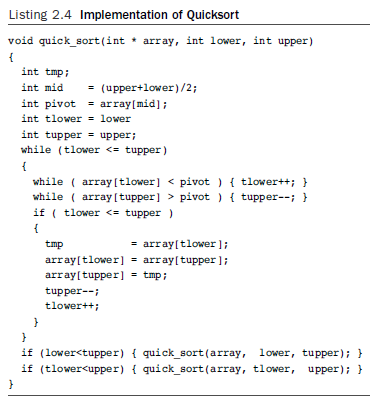 Listing 2.4 Implementation of Quicksort
void quick_sort(int * array, int lower, int upper)
{
  int tmp;
  int mid    = (upper+lower)/2;
  int pivot  = array[mid];
  int tlower = lower
  int tupper = upper;
  while (tlower <= tupper)
  {
    while ( array[tlower] < pivot ) { tlower++; }
    while ( array[tupper] > pivot ) { tupper--; }
    if ( tlower <= tupper )
    {
      tmp           = array[tlower];
      array[tlower] = array[tupper];
      array[tupper] = tmp;
      tupper--;
      tlower++;
    }
  }
  if (lower<tupper) { quick_sort(array,  lower, tupper); }
  if (tlower<upper) { quick_sort(array, tlower,  upper); }
}